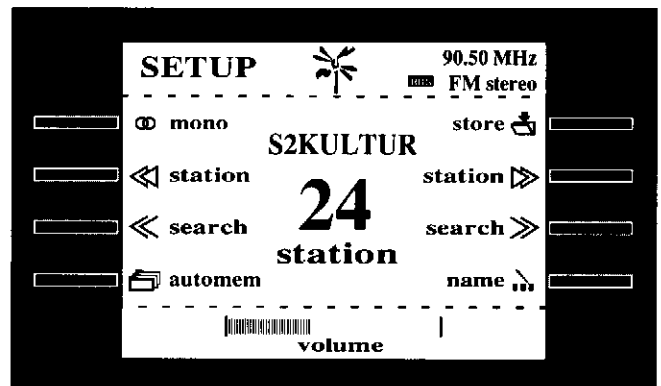 SETUP
90.50 MHz
RDS FM stereo
mono
store
S2KULTUR
station
station
24
search
search
station
automem
name
volume